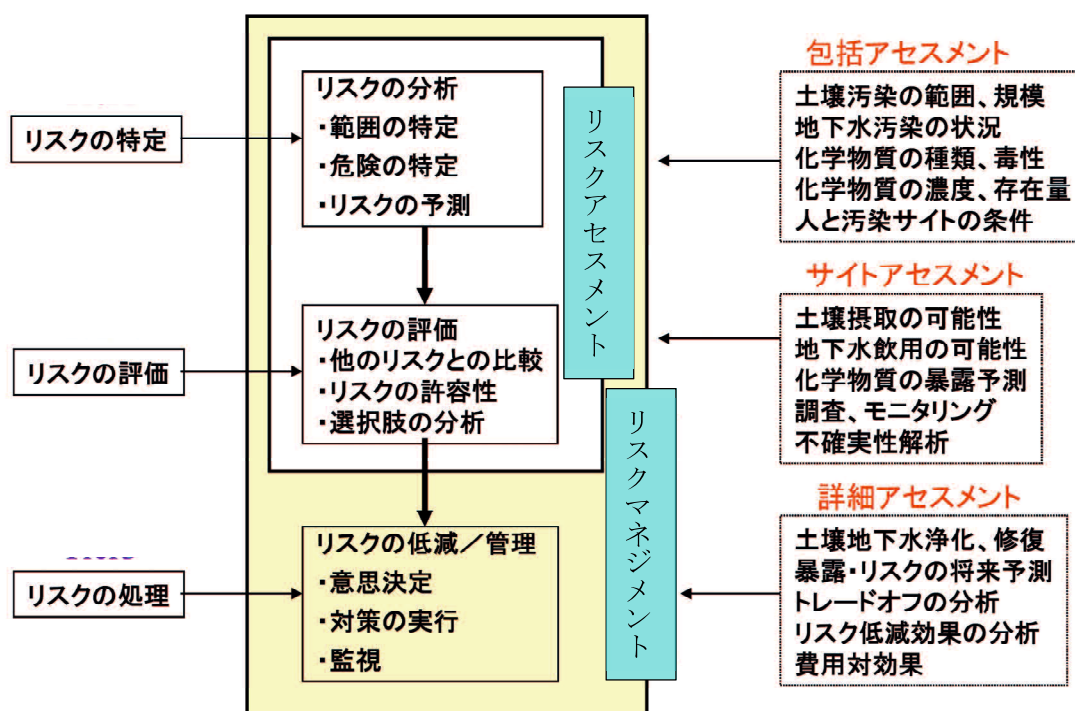 リスクの特定
リスクの評価
リスクの処理
リスクの分析
・範囲の特定
・危険の特定
・リスクの予測
リスクの評価
・他のリスクとの比較
・リスクの許容性
・選択肢の分析
リスクの低減／管理
・意思決定
・対策の実行
・監視
リスクアセスメント
リスクマネジメント
包括アセスメント
土壌汚染の範囲、規模
地下水汚染の状況
化学物質の種類、毒性
化学物質の濃度、存在量
人と汚染サイトの条件
サイトアセスメント
土壌摂取の可能性
地下水飲用の可能性
化学物質の暴露予測
調査、モニタリング
不確実性解析
詳細アセスメント
土壌地下水浄化、修復
暴露・リスクの将来予測
トレードオフの分析
リスク低減効果の分析
費用対効果